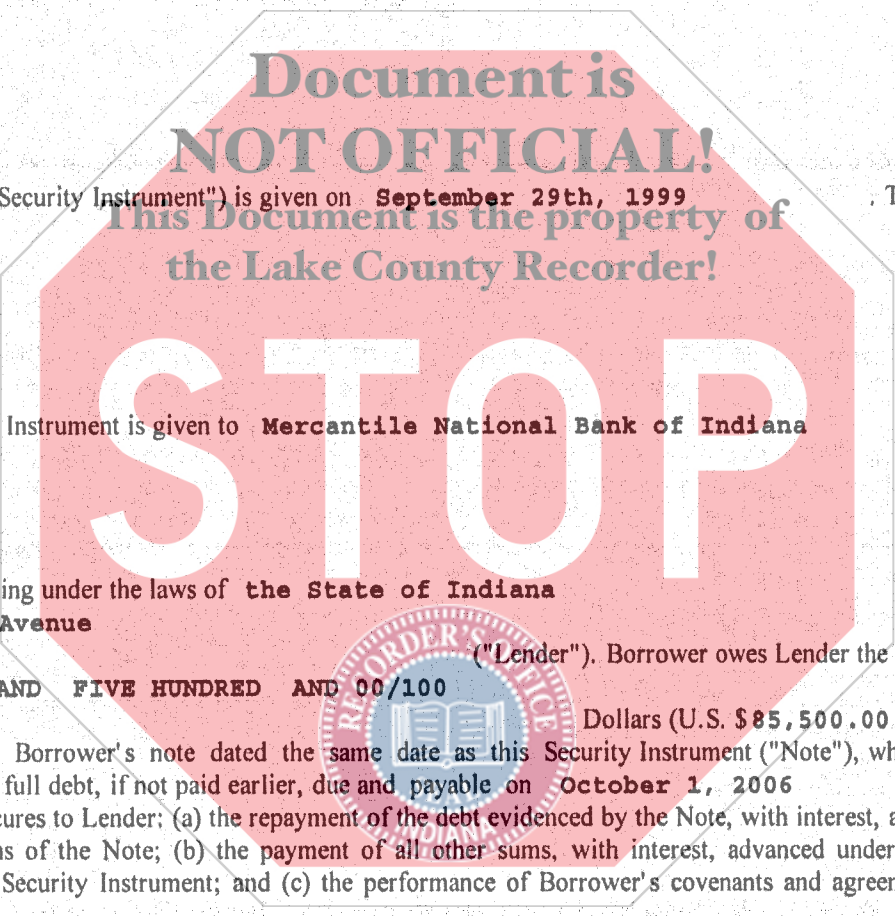 Document is
NOT OFFICIAL!
Security Instrument") is given on September 29th, 1999 . T
This Document is the property of
the Lake County Recorder!
STOP
Instrument is given to Mercantile National Bank of Indiana
ing under the laws of the State of Indiana
Avenue
("Lender"). Borrower owes Lender the
AND FIVE HUNDRED AND 00/100
Dollars (U.S. $85,500.00
Borrower's note dated the same date as this Security Instrument ("Note"), wh
full debt, if not paid earlier, due and payable on October 1, 2006
cures to Lender: (a) the repayment of the debt evidenced by the Note, with interest, a
ns of the Note; (b) the payment of all other sums, with interest, advanced under
Security Instrument; and (c) the performance of Borrower's covenants and agreen
RECORDER'S OFFICE
INDIANA